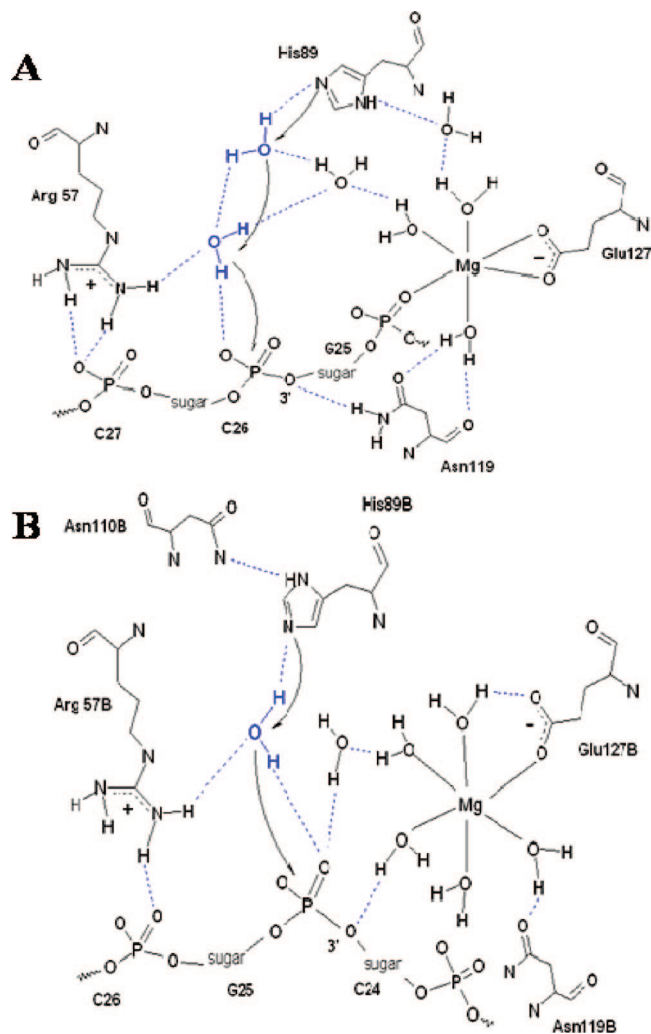 A
His89
Arg 57
Glu127
Mg
G25
sugar
3'
C27
sugar
C26
Asn119
B
Asn110B
His89B
Arg 57B
Glu127B
Mg
C26
sugar
G25
3'
sugar
C24
Asn119B